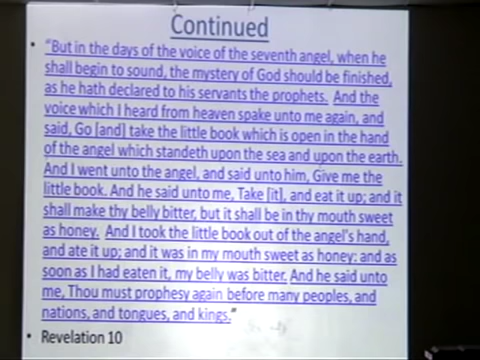 Continued
• "But in the days of the voice of the seventh angel, when he
shall begin to sound, the mystery of God should be finished,
as he hath declared to his servants the prophets. And the
voice which I heard from heaven spake unto me again, and
said, Go [and] take the little book which is open in the hand
of the angel which standeth upon the sea and upon the earth.
And I went unto the angel, and said unto him, Give me the
little book. And he said unto me, Take [it], and eat it up; and it
shall make thy belly bitter, but it shall be in thy mouth sweet
as honey. And I took the little book out of the angel's hand,
and ate it up; and it was in my mouth sweet as honey: and as
soon as I had eaten it, my belly was bitter. And he said unto
me, Thou must prophesy again before many peoples, and
nations, and tongues, and kings."
• Revelation 10